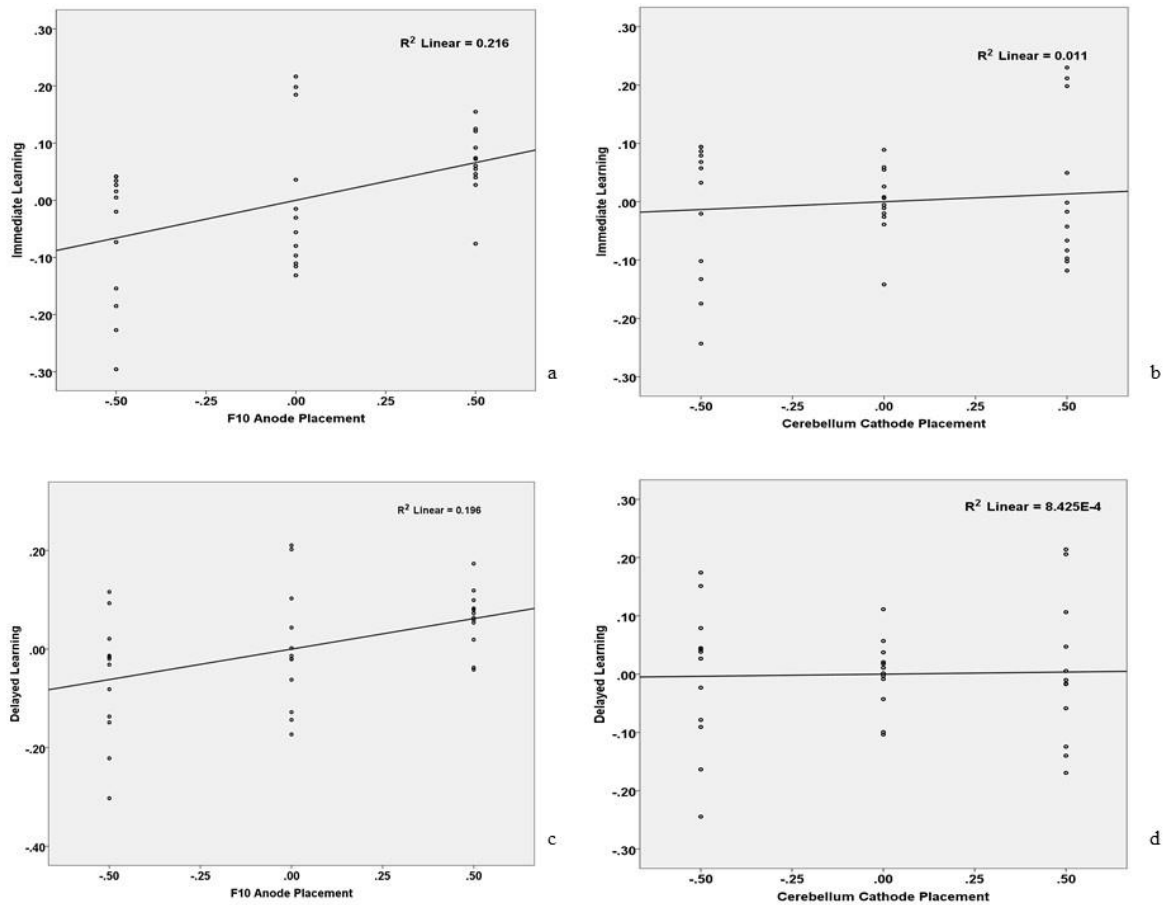 R² Linear = 0.216
.30
.20
.10
.00
-.10
-.20
-.30
Immediate Learning
-.50
-.25
.00
.25
.50
F10 Anode Placement
a
R² Linear = 0.011
.30
.20
.10
.00
-.10
-.20
-.30
Immediate Learning
-.50
-.25
.00
.25
.50
Cerebellum Cathode Placement
b
R² Linear = 0.196
.20
.00
-.20
-.40
Delayed Learning
-.50
-.25
.00
.25
.50
F10 Anode Placement
c
R² Linear = 8.425E-4
.30
.20
.10
.00
-.10
-.20
-.30
Delayed Learning
-.50
-.25
.00
.25
.50
Cerebellum Cathode Placement
d